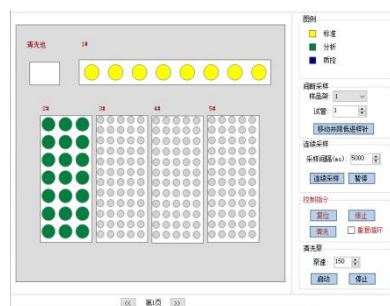 清洗池
1#
2#
3#
4#
5#
<<
第1页
>>
图例
标准
分析
质控
间断采样
样品架: 1
试管: 1
移动并降低进样针
连续采样
采样间隔(ms): 5000
连续采样 暂停
控制指令
复位 停止
清洗 重置循环
清洗泵
泵速: 150
启动 停止